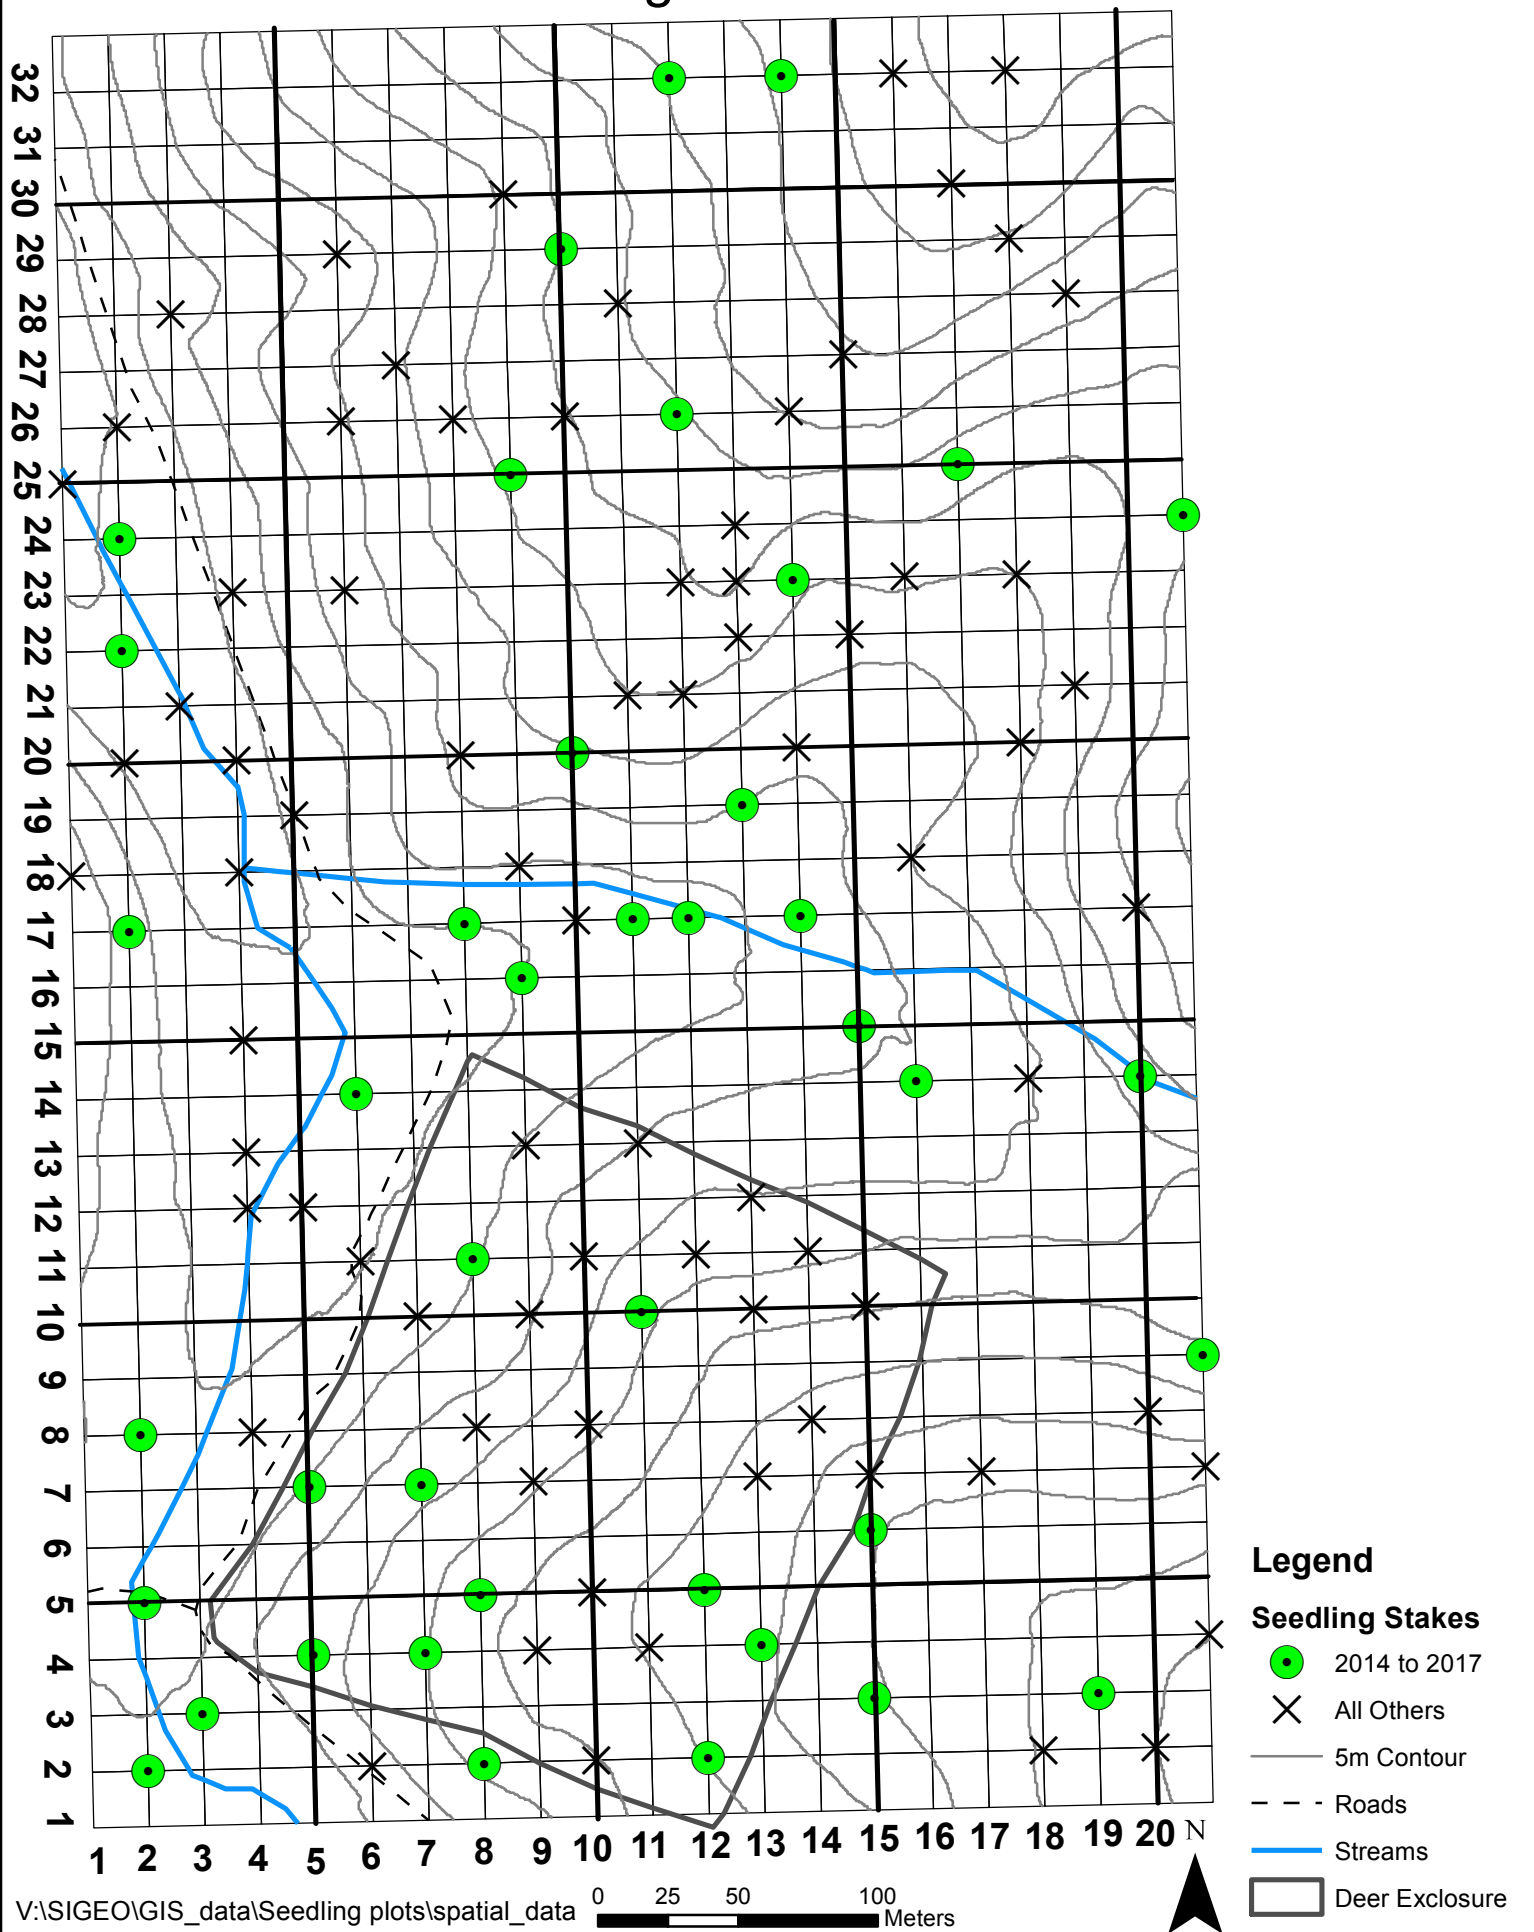 32
31
30
29
28
27
26
25
24
23
22
21
20
19
18
17
16
15
14
13
12
11
10
9
8
7
6
5
4
3
2
1
1 2 3 4 5 6 7 8 9 10 11 12 13 14 15 16 17 18 19 20 N
Legend
Seedling Stakes
2014 to 2017
All Others
5m Contour
Roads
Streams
Deer Exclosure
0 25 50 100
Meters
V:\SIGEO\GIS_data\Seedling plots\spatial_data